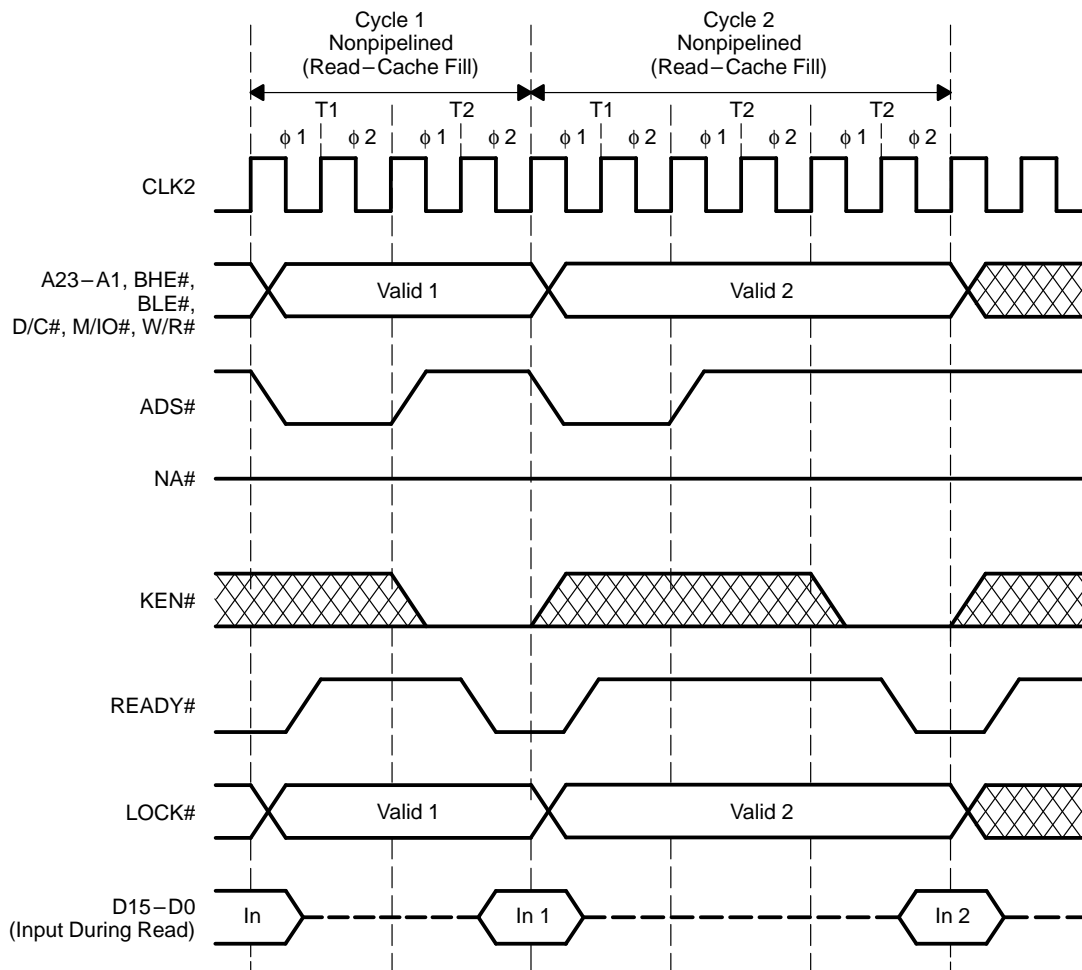 Cycle 1
Nonpipelined
(Read–Cache Fill)
Cycle 2
Nonpipelined
(Read–Cache Fill)
T1
T2
T1
T2
T2
ϕ 1
ϕ 2
ϕ 1
ϕ 2
ϕ 1
ϕ 2
ϕ 1
ϕ 2
ϕ 1
ϕ 2
CLK2
A23–A1, BHE#,
BLE#,
D/C#, M/IO#, W/R#
Valid 1
Valid 2
ADS#
NA#
KEN#
READY#
LOCK#
Valid 1
Valid 2
D15–D0
(Input During Read)
In
In 1
In 2